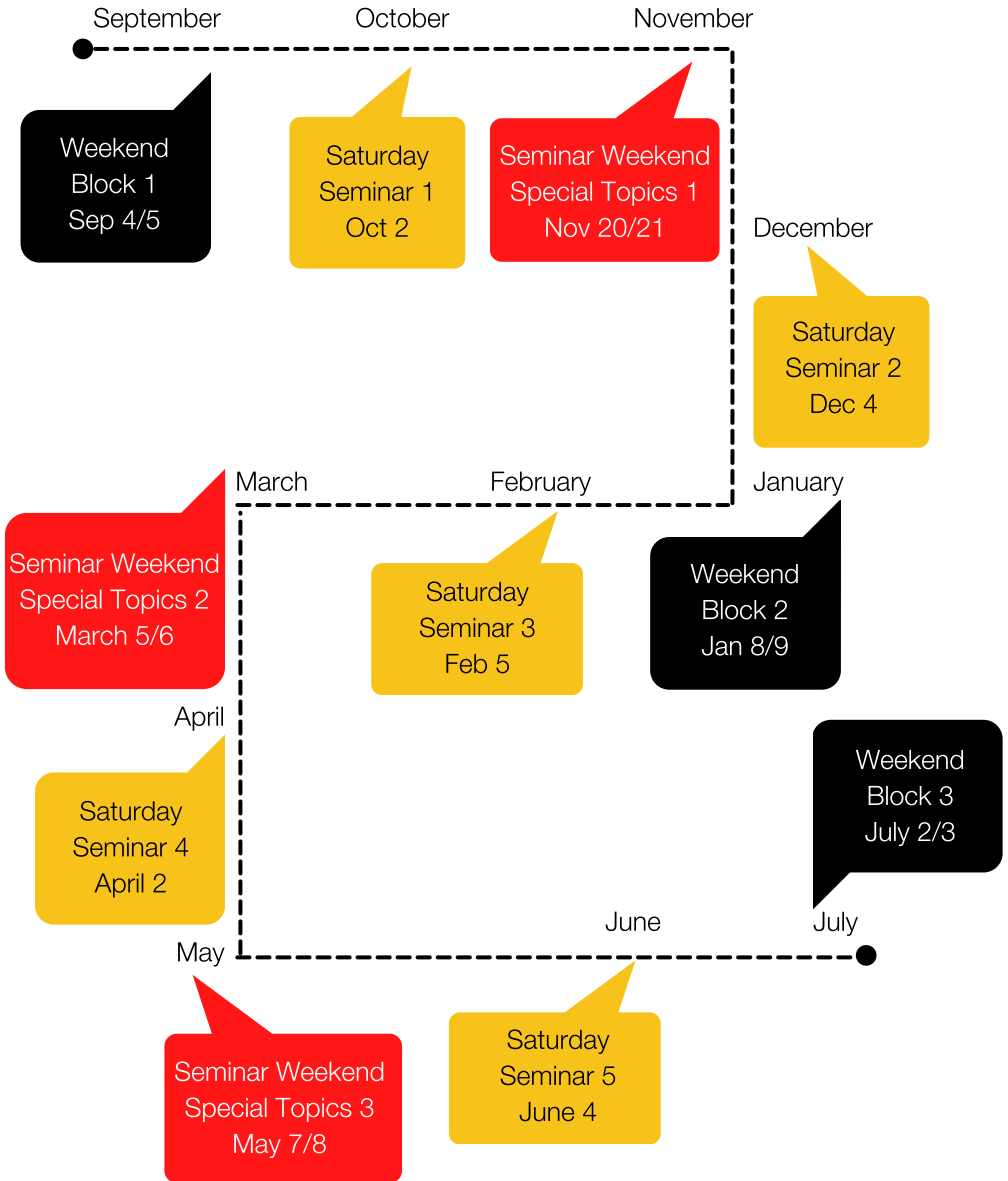 September
October
November
Weekend
Block 1
Sep 4/5
Saturday
Seminar 1
Oct 2
Seminar Weekend
Special Topics 1
Nov 20/21
December
Saturday
Seminar 2
Dec 4
January
February
March
Weekend
Block 2
Jan 8/9
Saturday
Seminar 3
Feb 5
Seminar Weekend
Special Topics 2
March 5/6
April
Saturday
Seminar 4
April 2
May
Seminar Weekend
Special Topics 3
May 7/8
June
Saturday
Seminar 5
June 4
July
Weekend
Block 3
July 2/3